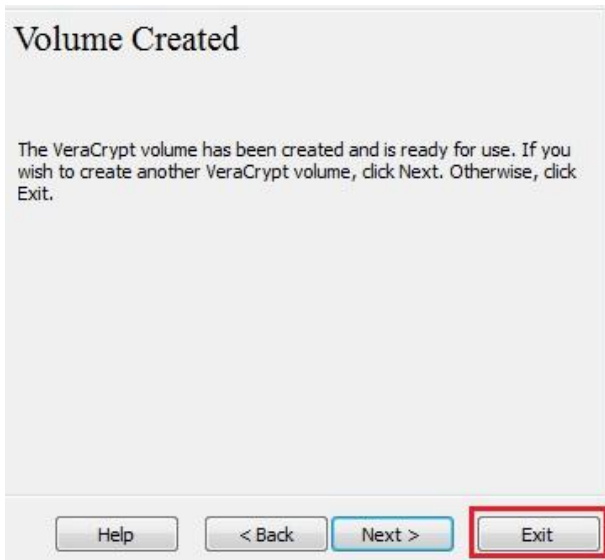 Volume Created
The VeraCrypt volume has been created and is ready for use. If you
wish to create another VeraCrypt volume, click Next. Otherwise, click
Exit.
Help
< Back
Next >
Exit